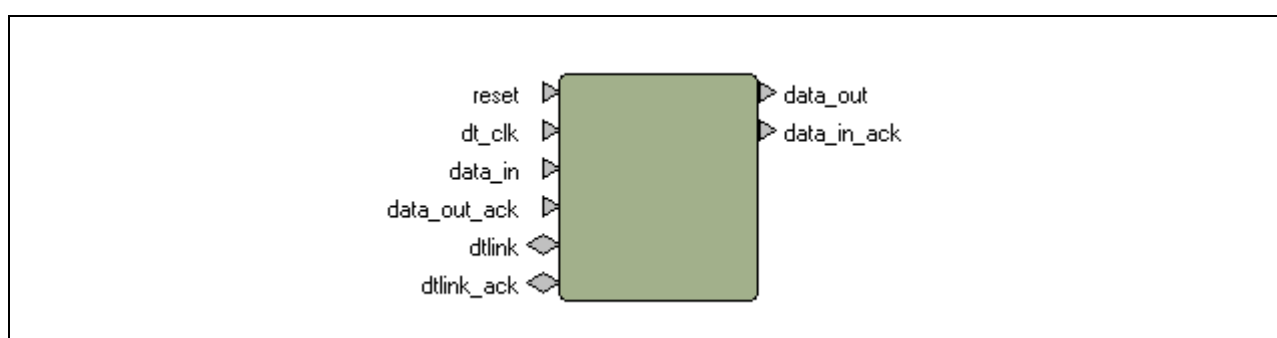 reset
dt_clk
data_in
data_out_ack
dtlink
dtlink_ack
data_out
data_in_ack